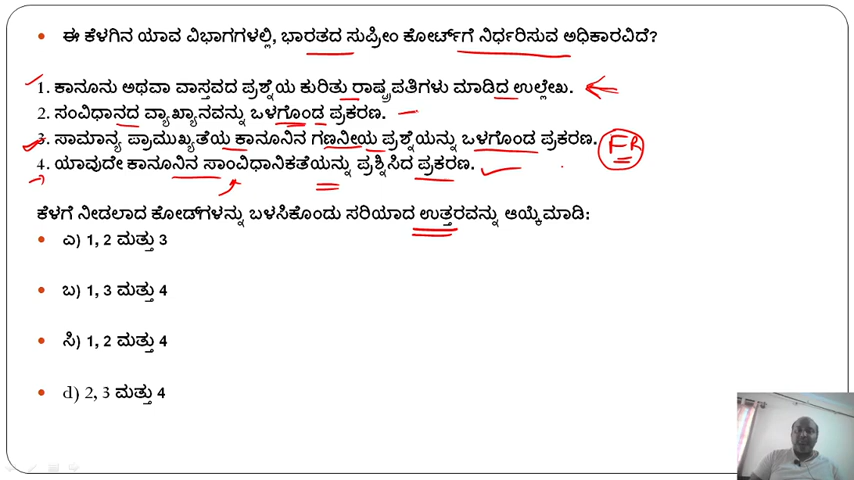 ಈ ಕೆಳಗಿನ ಯಾವ ವಿಭಾಗಗಳಲ್ಲಿ, ಭಾರತದ ಸುಪ್ರೀಂ ಕೋರ್ಟ್‌ಗೆ ನಿರ್ಧರಿಸುವ ಅಧಿಕಾರವಿದೆ?
1. ಕಾನೂನು ಅಥವಾ ವಾಸ್ತವದ ಪ್ರಶ್ನೆಯ ಕುರಿತು ರಾಷ್ಟ್ರಪತಿಗಳು ಮಾಡಿದ ಉಲ್ಲೇಖ.
2. ಸಂವಿಧಾನದ ವ್ಯಾಖ್ಯಾನವನ್ನು ಒಳಗೊಂಡ ಪ್ರಕರಣ.
3. ಸಾಮಾನ್ಯ ಪ್ರಾಮುಖ್ಯತೆಯ ಕಾನೂನಿನ ಗಣನೀಯ ಪ್ರಶ್ನೆಯನ್ನು ಒಳಗೊಂಡ ಪ್ರಕರಣ. FR
4. ಯಾವುದೇ ಕಾನೂನಿನ ಸಾಂವಿಧಾನಿಕತೆಯನ್ನು ಪ್ರಶ್ನಿಸಿದ ಪ್ರಕರಣ.
ಕೆಳಗೆ ನೀಡಲಾದ ಕೋಡ್‌ಗಳನ್ನು ಬಳಸಿಕೊಂಡು ಸರಿಯಾದ ಉತ್ತರವನ್ನು ಆಯ್ಕೆಮಾಡಿ:
ಎ) 1, 2 ಮತ್ತು 3
ಬ) 1, 3 ಮತ್ತು 4
ಸಿ) 1, 2 ಮತ್ತು 4
d) 2, 3 ಮತ್ತು 4